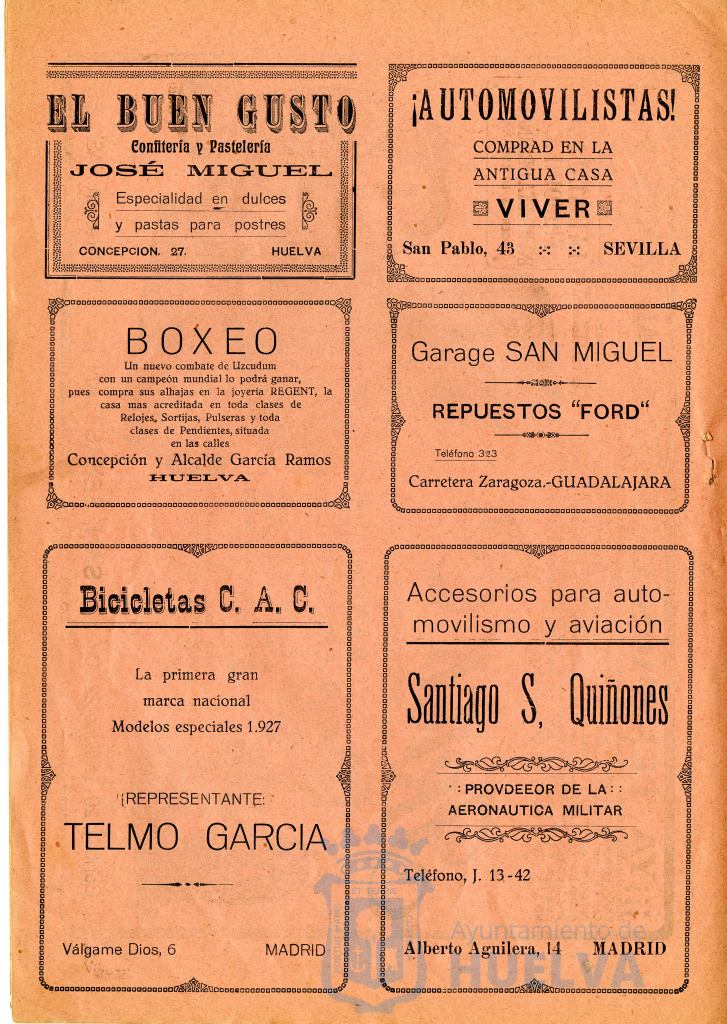 EL BUEN GUSTO
Confitería y Pastelería
JOSÉ MIGUEL
Especialidad en dulces
y pastas para postres
CONCEPCION. 27. HUELVA
¡AUTOMOVILISTAS!
COMPRAD EN LA
ANTIGUA CASA
VIVER
San Pablo, 43 :-: :-: SEVILLA
BOXEO
Un nuevo combate de Uzcudum
con un campeón mundial lo podrá ganar,
pues compra sus alhajas en la joyería REGENT, la
casa mas acreditada en toda clases de
Relojes, Sortijas, Pulseras y toda
clases de Pendientes, situada
en las calles
Concepción y Alcalde García Ramos
HUELVA
Garage SAN MIGUEL
REPUESTOS "FORD"
Teléfono 323
Carretera Zaragoza.-GUADALAJARA
Bicicletas C. A. C.
La primera gran
marca nacional
Modelos especiales 1.927
¡REPRESENTANTE:
TELMO GARCIA
Válgame Dios, 6 MADRID
Accesorios para auto-
movilismo y aviación
Santiago S, Quiñones
: : PROVDEEOR DE LA : :
AERONAUTICA MILITAR
Teléfono, J. 13-42
Alberto Aguilera, 14 MADRID
Ayuntamiento de
HUELVA